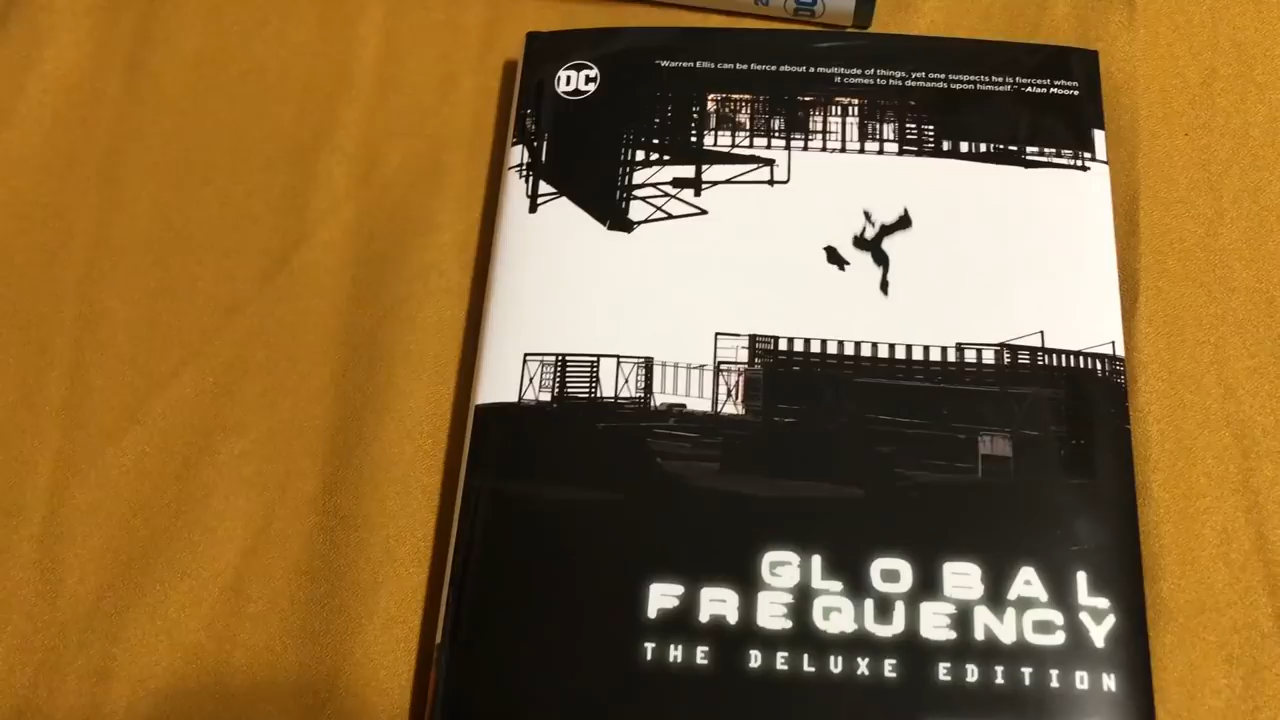 DC
DC
"Warren Ellis can be fierce about a multitude of things, yet one suspects he is fiercest when
it comes to his demands upon himself." –Alan Moore
GLOBAL
FREQUENCY
THE DELUXE EDITION